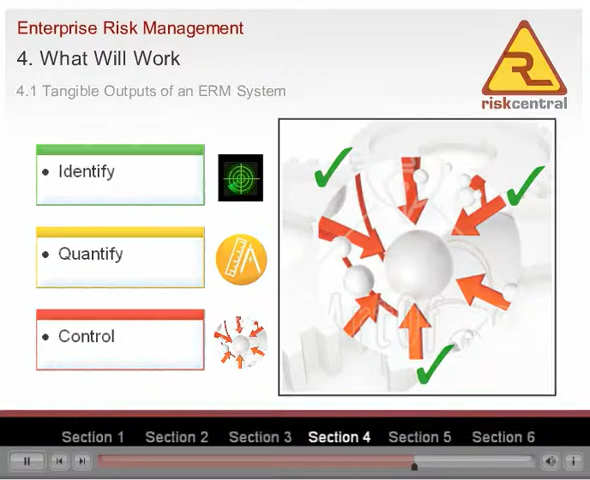 Enterprise Risk Management
4. What Will Work
4.1 Tangible Outputs of an ERM System
riskcentral
• Identify
• Quantify
• Control
Section 1 Section 2 Section 3 Section 4 Section 5 Section 6